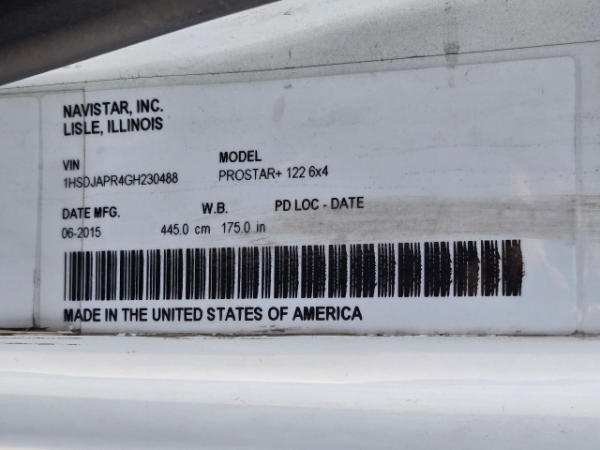 NAVISTAR, INC.
LISLE, ILLINOIS
VIN MODEL
1HSDJAPR4GH230488 PROSTAR+ 122 6x4
DATE MFG. W.B. PD LOC - DATE
06-2015 445.0 cm 175.0 in
MADE IN THE UNITED STATES OF AMERICA